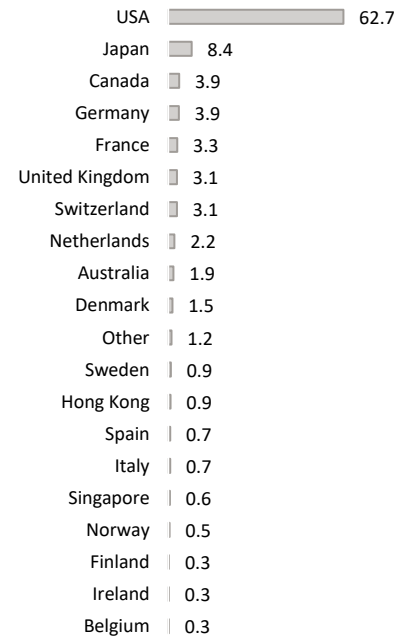 USA 62.7
Japan 8.4
Canada 3.9
Germany 3.9
France 3.3
United Kingdom 3.1
Switzerland 3.1
Netherlands 2.2
Australia 1.9
Denmark 1.5
Other 1.2
Sweden 0.9
Hong Kong 0.9
Spain 0.7
Italy 0.7
Singapore 0.6
Norway 0.5
Finland 0.3
Ireland 0.3
Belgium 0.3